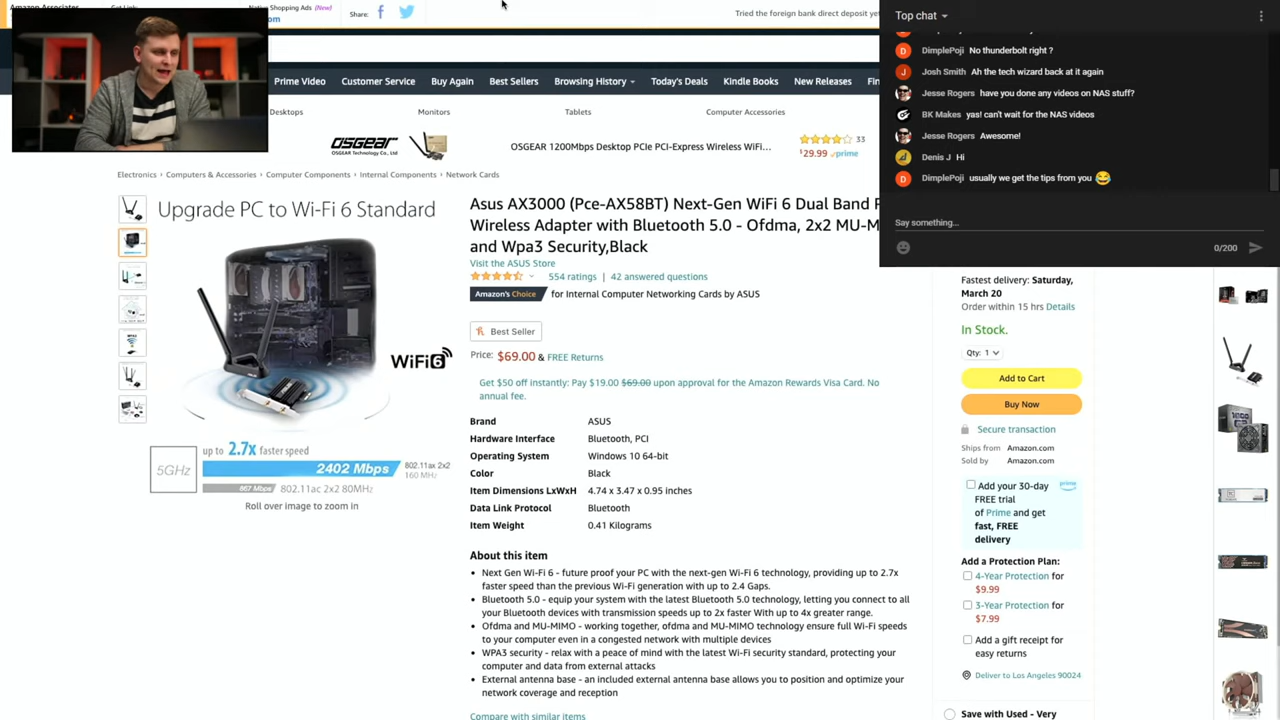 Amazon Associates
Get Link:
Native Shopping Ads (New!)
om
Share:
Tried the foreign bank direct deposit yet
Prime Video
Customer Service
Buy Again
Best Sellers
Browsing History
Today's Deals
Kindle Books
New Releases
Fin
Desktops
Monitors
Tablets
Computer Accessories
OSGEAR
OSGEAR Technology Co., Ltd
OSGEAR 1200Mbps Desktop PCIe PCI-Express Wireless WiFi...
33
$29.99 prime
Electronics › Computers & Accessories › Computer Components › Internal Components › Network Cards
Upgrade PC to Wi-Fi 6 Standard
WiFi 6
5GHz
up to 2.7x faster speed
2402 Mbps
802.11ax 2x2
160 MHz
867 Mbps
802.11ac 2x2 80MHz
Roll over image to zoom in
Asus AX3000 (Pce-AX58BT) Next-Gen WiFi 6 Dual Band P
Wireless Adapter with Bluetooth 5.0 - Ofdma, 2x2 MU-M
and Wpa3 Security,Black
Visit the ASUS Store
554 ratings | 42 answered questions
Amazon's Choice for Internal Computer Networking Cards by ASUS
Best Seller
Price: $69.00 & FREE Returns
Get $50 off instantly: Pay $19.00 $69.00 upon approval for the Amazon Rewards Visa Card. No
annual fee.
Brand ASUS
Hardware Interface Bluetooth, PCI
Operating System Windows 10 64-bit
Color Black
Item Dimensions LxWxH 4.74 x 3.47 x 0.95 inches
Data Link Protocol Bluetooth
Item Weight 0.41 Kilograms
About this item
• Next Gen Wi-Fi 6 - future proof your PC with the next-gen Wi-Fi 6 technology, providing up to 2.7x
faster speed than the previous Wi-Fi generation with up to 2.4 Gaps.
• Bluetooth 5.0 - equip your system with the latest Bluetooth 5.0 technology, letting you connect to all
your Bluetooth devices with transmission speeds up to 2x faster With up to 4x greater range.
• Ofdma and MU-MIMO - working together, ofdma and MU-MIMO technology ensure full Wi-Fi speeds
to your computer even in a congested network with multiple devices
• WPA3 security - relax with a peace of mind with the latest Wi-Fi security standard, protecting your
computer and data from external attacks
• External antenna base - an included external antenna base allows you to position and optimize your
network coverage and reception
Compare with similar items
Top chat
DimplePoji No thunderbolt right ?
Josh Smith Ah the tech wizard back at it again
Jesse Rogers have you done any videos on NAS stuff?
BK Makes yas! can't wait for the NAS videos
Jesse Rogers Awesome!
Denis J Hi
DimplePoji usually we get the tips from you 😂
Say something...
0/200
Fastest delivery: Saturday,
March 20
Order within 15 hrs Details
In Stock.
Qty: 1
Add to Cart
Buy Now
Secure transaction
Ships from Amazon.com
Sold by Amazon.com
Add your 30-day
FREE trial
of Prime and get
fast, FREE
delivery
prime
Add a Protection Plan:
4-Year Protection for
$9.99
3-Year Protection for
$7.99
Add a gift receipt for
easy returns
Deliver to Los Angeles 90024
Save with Used - Very